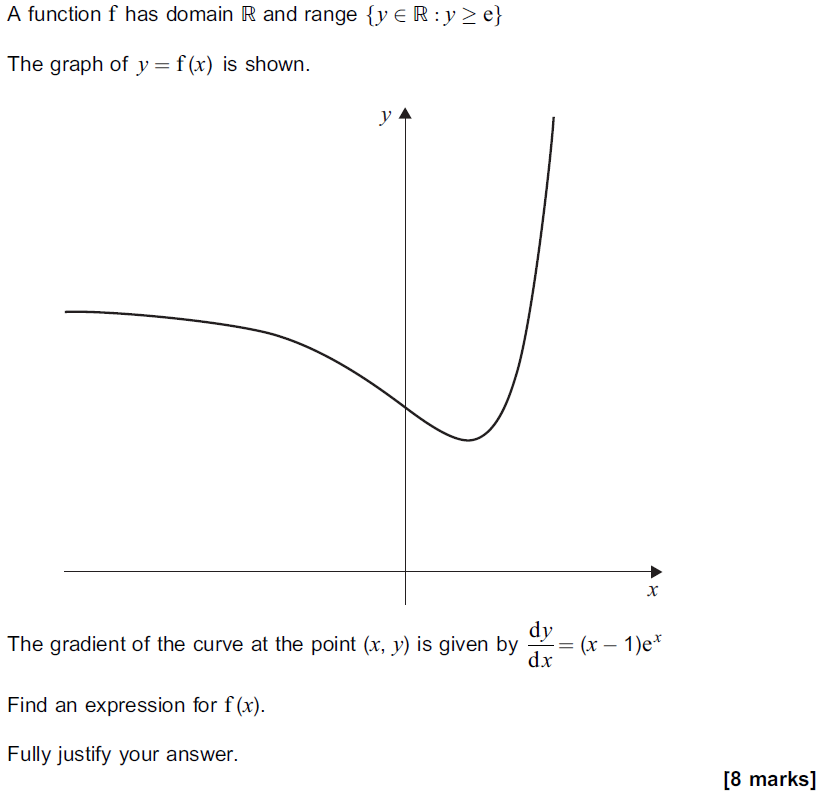 A function f has domain ℝ and range {y ∈ ℝ : y ≥ e}
The graph of y = f(x) is shown.
y
x
The gradient of the curve at the point (x, y) is given by dy/dx = (x − 1)eˣ
Find an expression for f(x).
Fully justify your answer.
[8 marks]